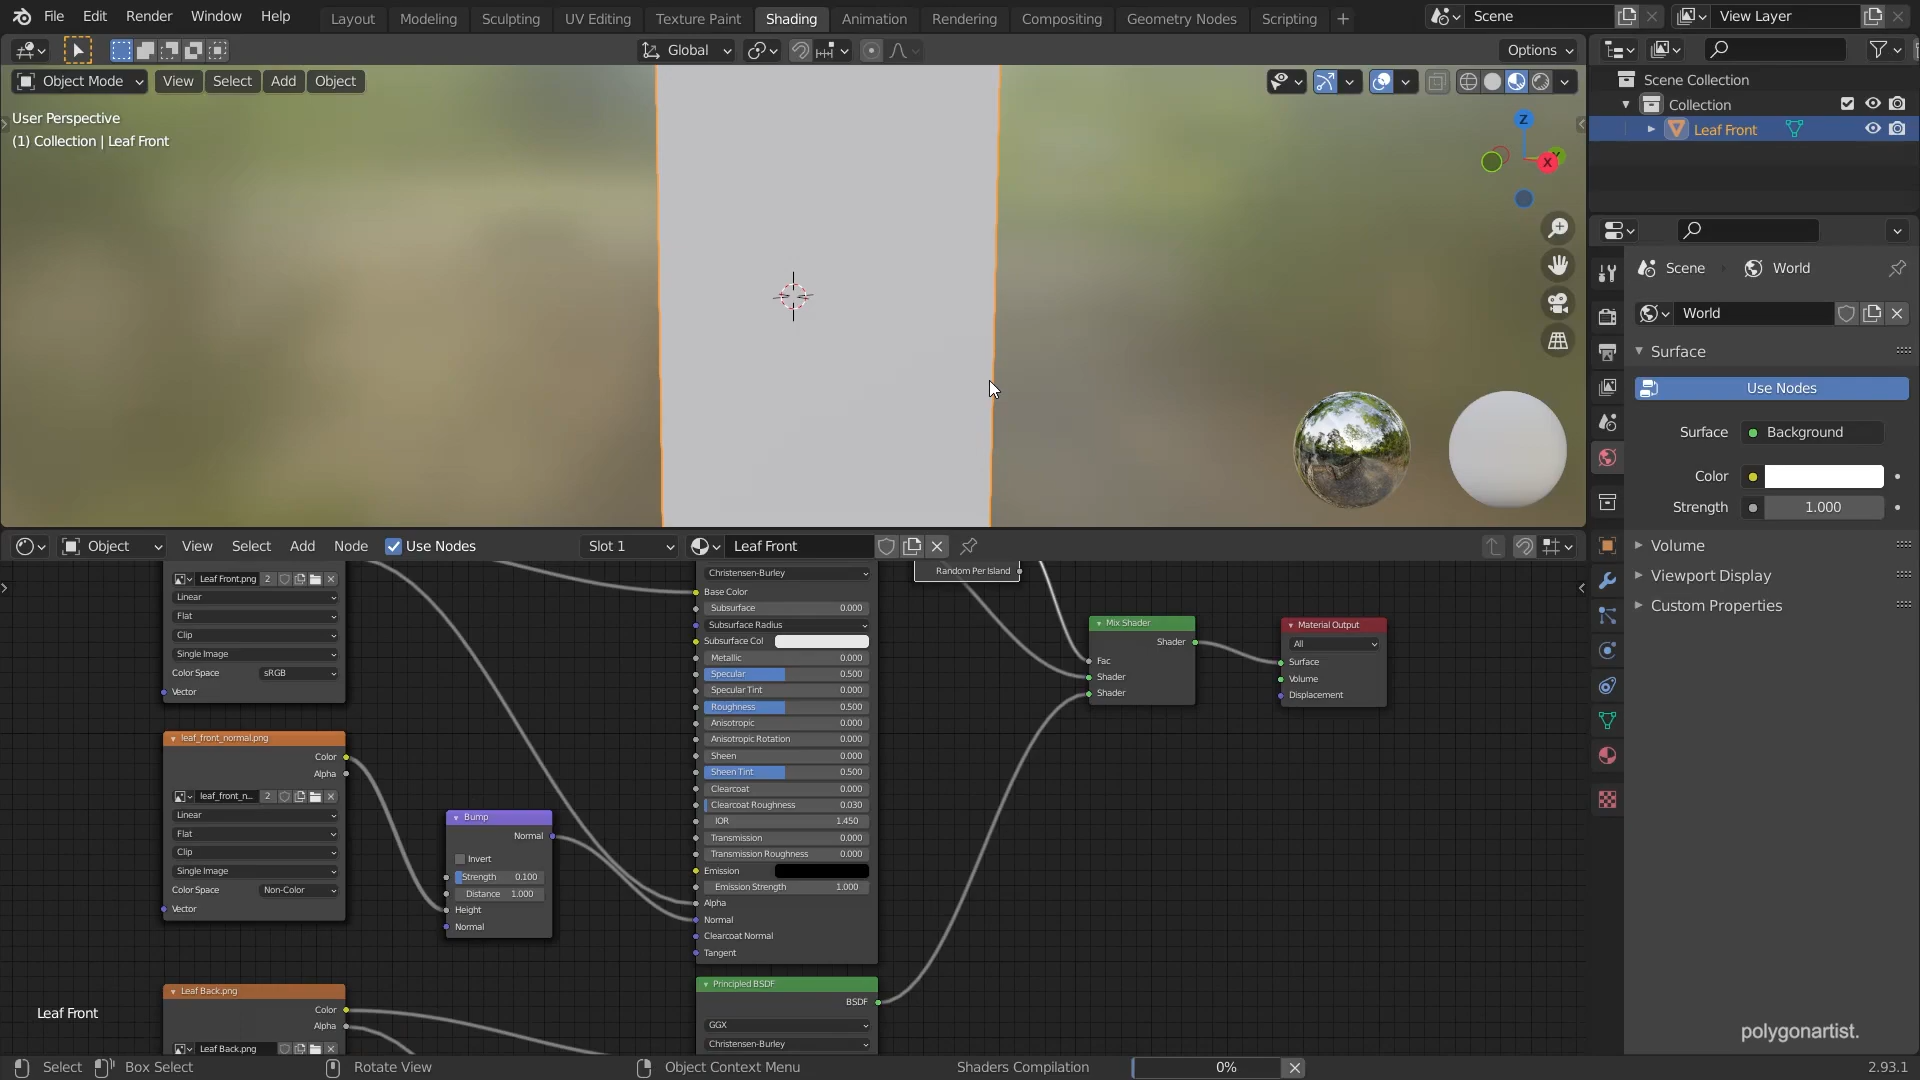 File Edit Render Window Help Layout Modeling Sculpting UV Editing Texture Paint Shading Animation Rendering Compositing Geometry Nodes Scripting + Scene View Layer
Global Options
Object Mode View Select Add Object
User Perspective
(1) Collection | Leaf Front
Z
X
Y
Scene Collection
Collection
Leaf Front
Scene World
World
Surface
Use Nodes
Surface Background
Color
Strength 1.000
Volume
Viewport Display
Custom Properties
Object View Select Add Node Use Nodes Slot 1 Leaf Front
Leaf Front.png 2
Linear
Flat
Clip
Single Image
Color Space sRGB
Vector
leaf_front_normal.png
Color
Alpha
leaf_front_n... 2
Linear
Flat
Clip
Single Image
Color Space Non-Color
Vector
Leaf Back.png
Color
Alpha
Leaf Back.png
Bump
Normal
Invert
Strength 0.100
Distance 1.000
Height
Normal
Christensen-Burley
Base Color
Subsurface 0.000
Subsurface Radius
Subsurface Col
Metallic 0.000
Specular 0.500
Specular Tint 0.000
Roughness 0.500
Anisotropic 0.000
Anisotropic Rotation 0.000
Sheen 0.000
Sheen Tint 0.500
Clearcoat 0.000
Clearcoat Roughness 0.030
IOR 1.450
Transmission 0.000
Transmission Roughness 0.000
Emission
Emission Strength 1.000
Alpha
Normal
Clearcoat Normal
Tangent
Principled BSDF
BSDF
GGX
Christensen-Burley
Random Per Island
Mix Shader
Shader
Fac
Shader
Shader
Material Output
All
Surface
Volume
Displacement
Leaf Front
polygonartist.
Select Box Select Rotate View Object Context Menu Shaders Compilation 0% 2.93.1